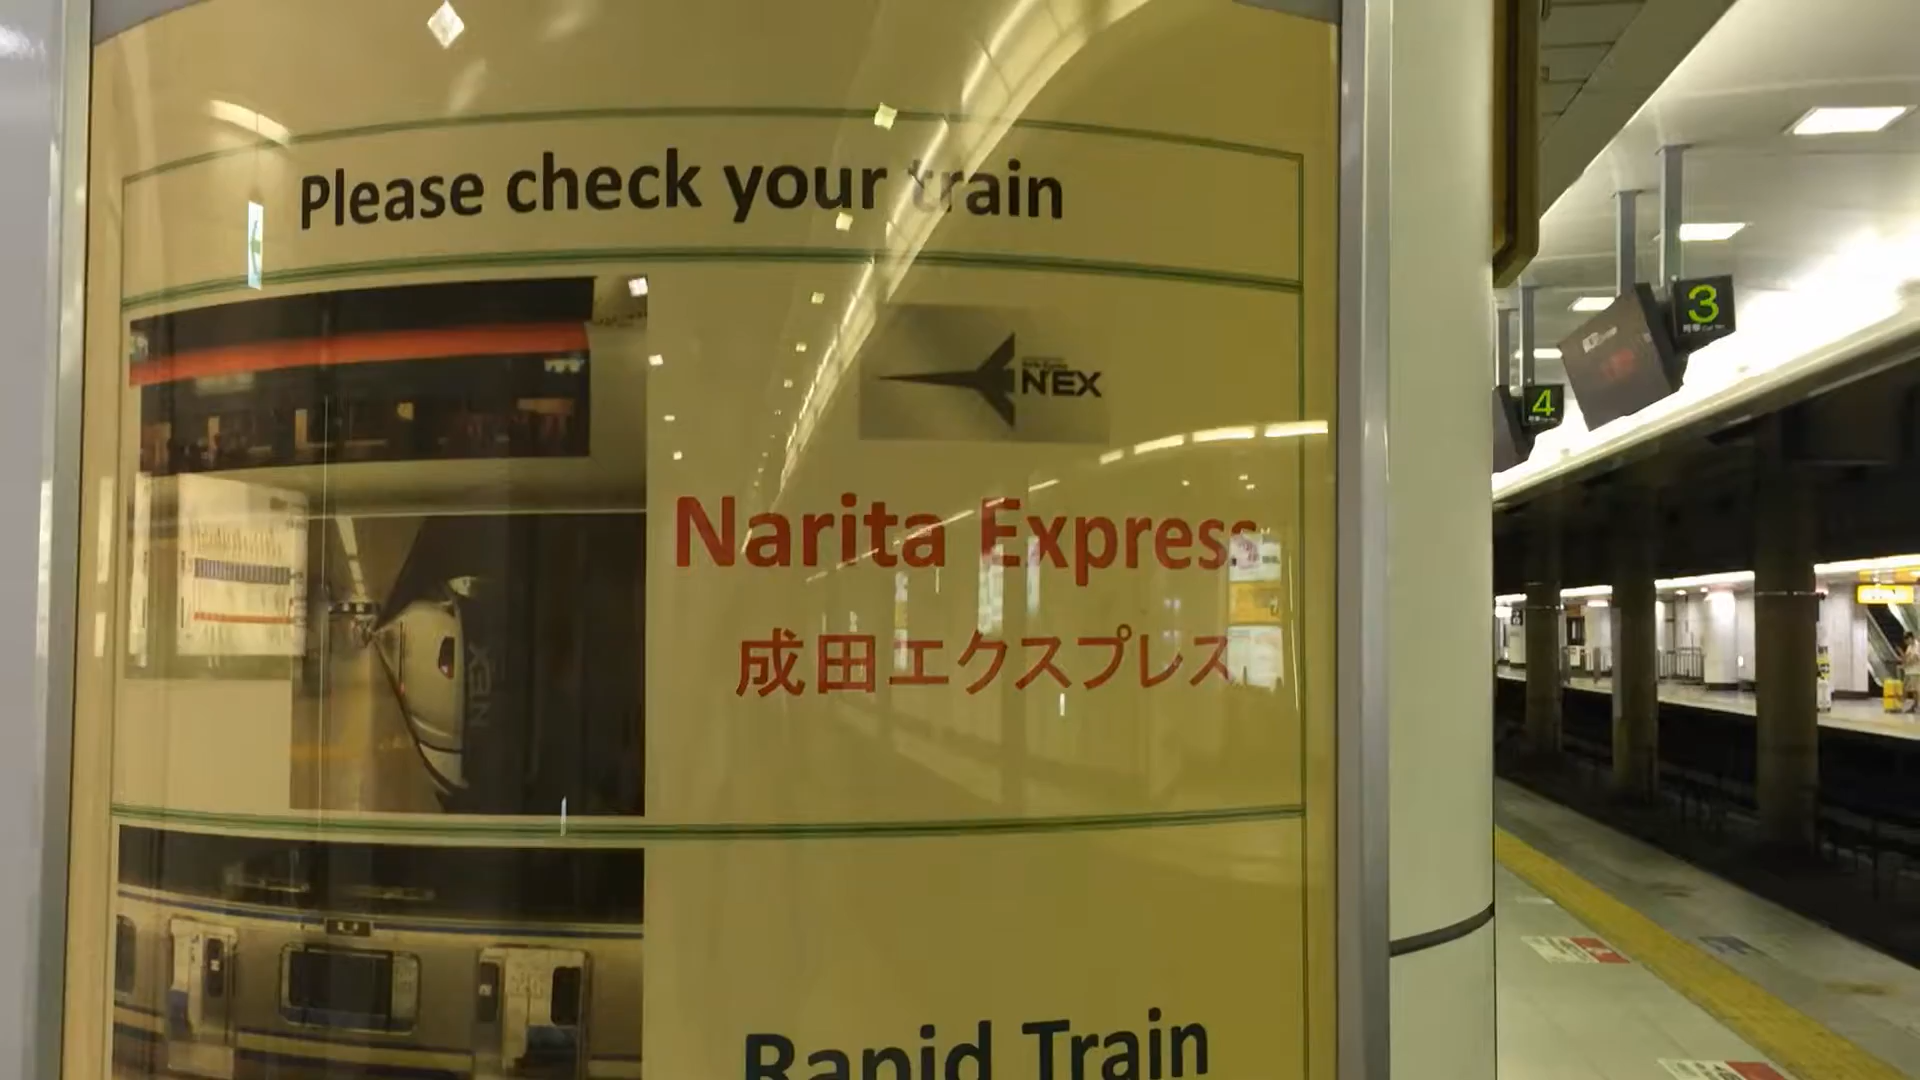 Please check your train
N'EX
Narita Express
成田エクスプレス
NEX
Rapid Train
3
4